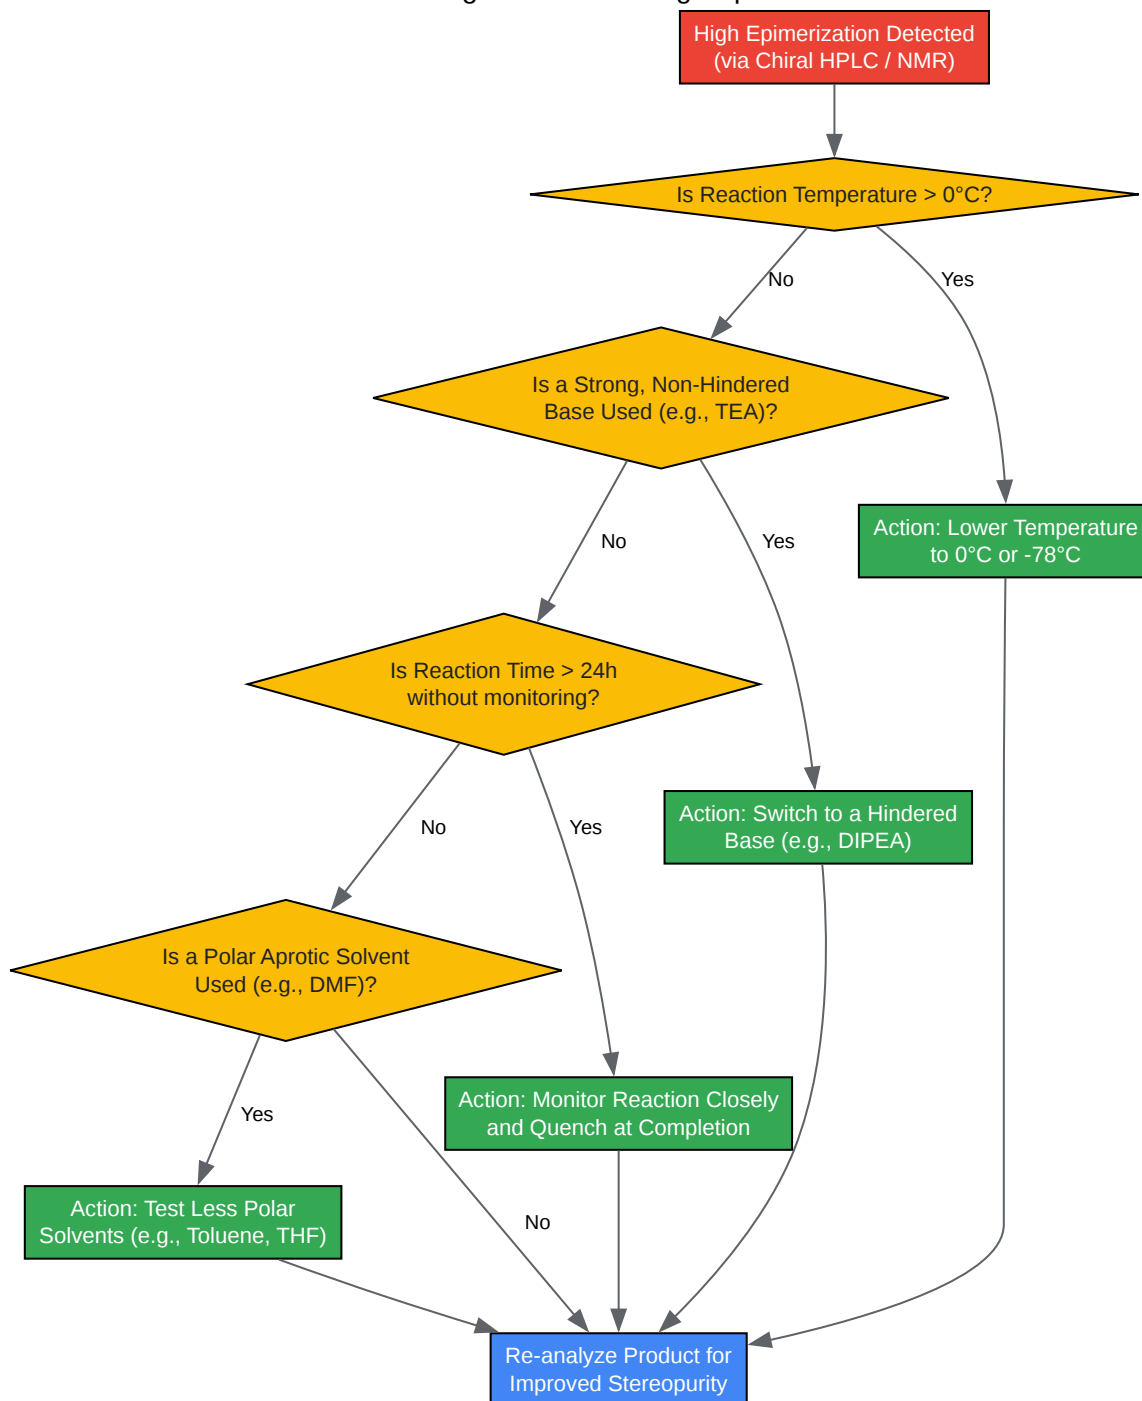 High Epimerization Detected
(via Chiral HPLC / NMR)
Is Reaction Temperature > 0°C?
No
Yes
Is a Strong, Non-Hindered
Base Used (e.g., TEA)?
Action: Lower Temperature
to 0°C or -78°C
No
Yes
Is Reaction Time > 24h
without monitoring?
Action: Switch to a Hindered
Base (e.g., DIPEA)
No
Yes
Is a Polar Aprotic Solvent
Used (e.g., DMF)?
Action: Monitor Reaction Closely
and Quench at Completion
Yes
No
Action: Test Less Polar
Solvents (e.g., Toluene, THF)
Re-analyze Product for
Improved Stereopurity